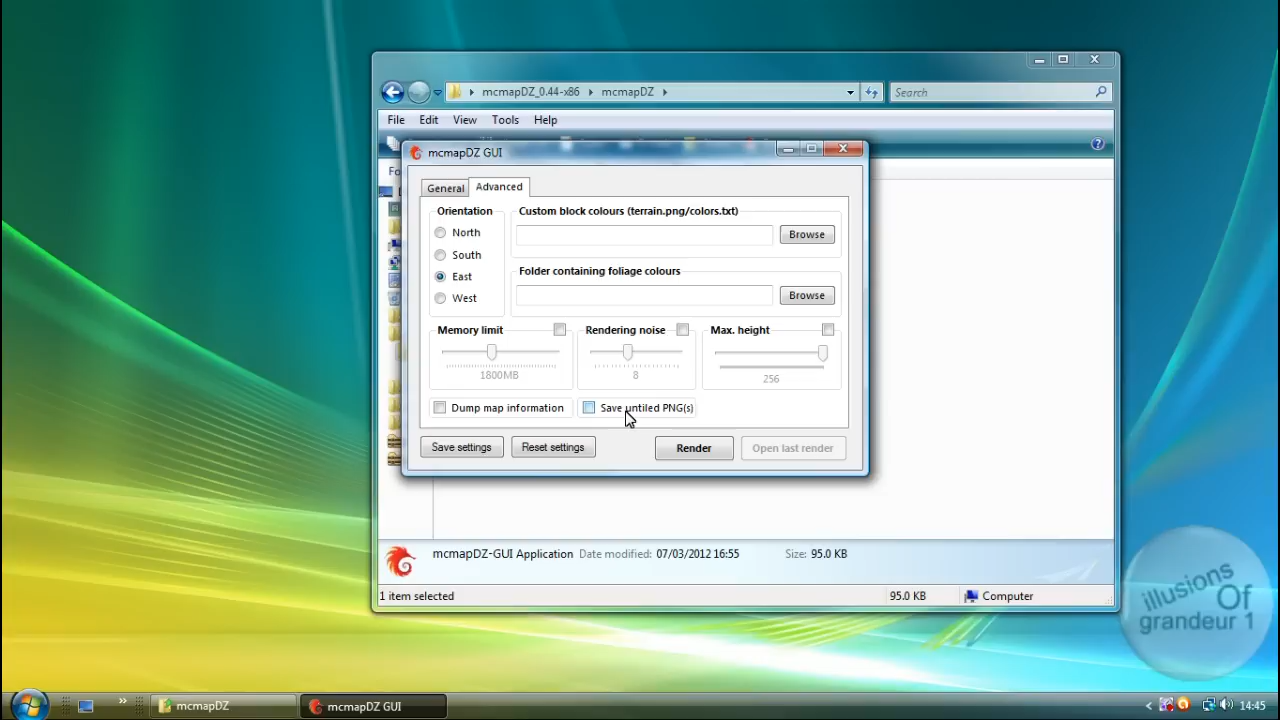 mcmapDZ_0.44-x86
mcmapDZ
Search
File Edit View Tools Help
mcmapDZ GUI
Fo
General Advanced
Orientation
North
South
East
West
Custom block colours (terrain.png/colors.txt)
Browse
Folder containing foliage colours
Browse
Memory limit
1800MB
Rendering noise
8
Max. height
256
Dump map information
Save untiled PNG(s)
Save settings Reset settings Render Open last render
mcmapDZ-GUI Application Date modified: 07/03/2012 16:55 Size: 95.0 KB
1 item selected 95.0 KB Computer
illusions
Of
grandeur 1
mcmapDZ mcmapDZ GUI 14:45